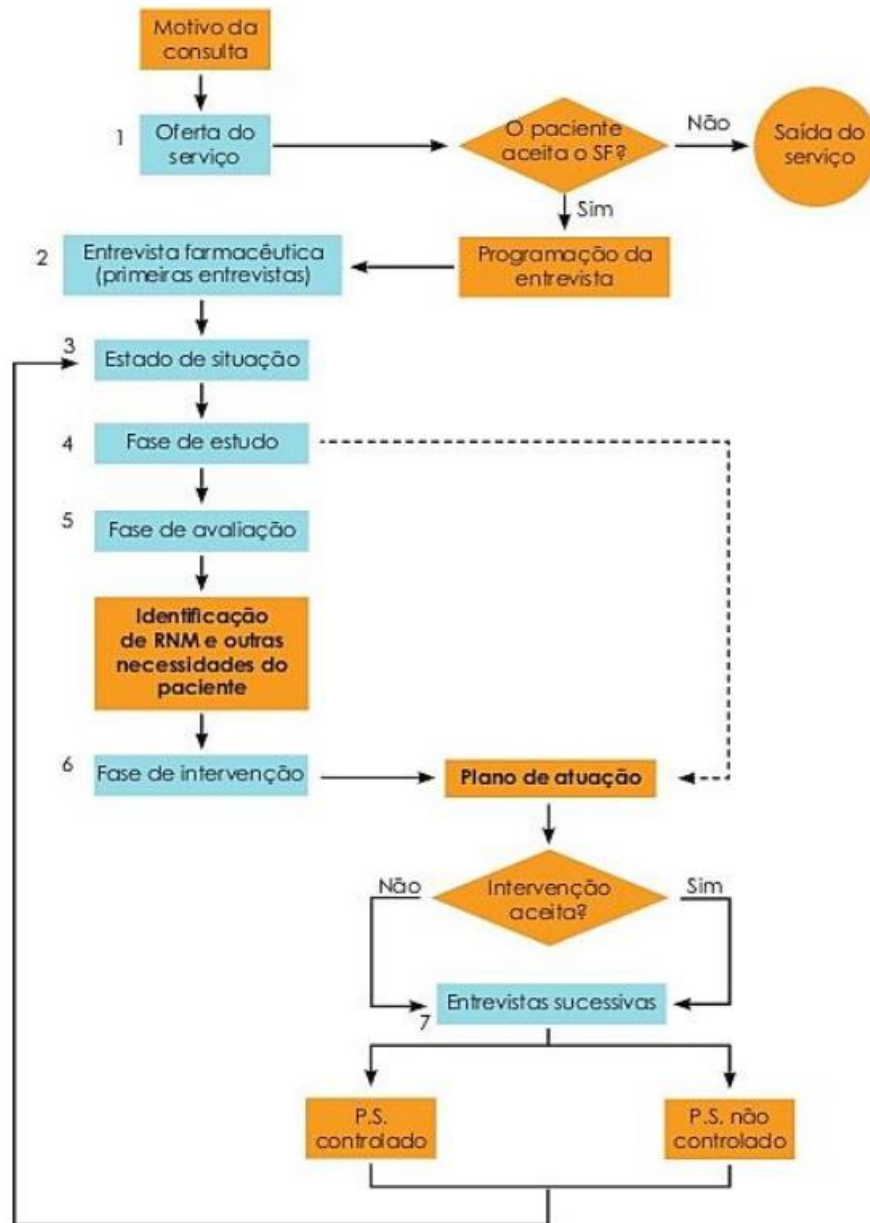 Motivo da
consulta
1
Oferta do
serviço
O paciente
aceita o SF?
Não
Saída do
serviço
Sim
2
Entrevista farmacêutica
(primeiras entrevistas)
Programação da
entrevista
3
Estado de situação
4
Fase de estudo
5
Fase de avaliação
Identificação
de RNM e outras
necessidades do
paciente
6
Fase de intervenção
Plano de atuação
Não
Intervenção
aceita?
Sim
Entrevistas sucessivas
7
P.S.
controlado
P.S. não
controlado